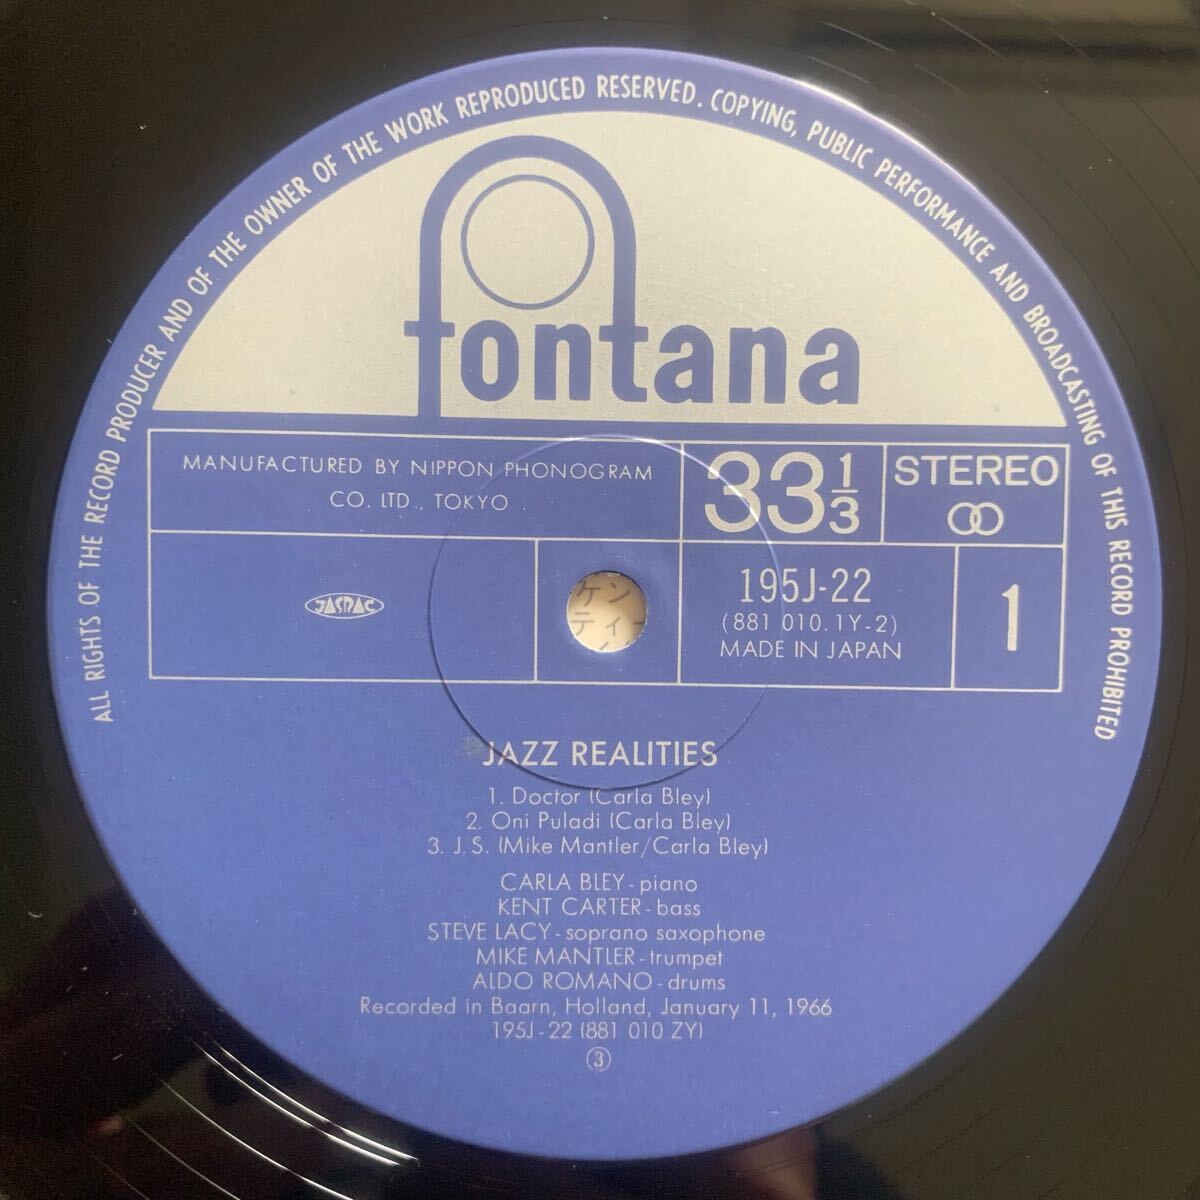 ALL RIGHTS OF THE RECORD PRODUCER AND OF THE OWNER OF THE WORK REPRODUCED RESERVED. COPYING, PUBLIC PERFORMANCE AND BROADCASTING OF THIS RECORD PROHIBITED
fontana
MANUFACTURED BY NIPPON PHONOGRAM
CO. LTD., TOKYO
33 1/3
STEREO
JASRAC
ケン
ティー
195J-22
(881 010.1Y-2)
MADE IN JAPAN
1
JAZZ REALITIES
1. Doctor (Carla Bley)
2. Oni Puladi (Carla Bley)
3. J.S. (Mike Mantler/Carla Bley)
CARLA BLEY-piano
KENT CARTER-bass
STEVE LACY-soprano saxophone
MIKE MANTLER-trumpet
ALDO ROMANO-drums
Recorded in Baarn, Holland, January 11, 1966
195J-22 (881 010 ZY)
③